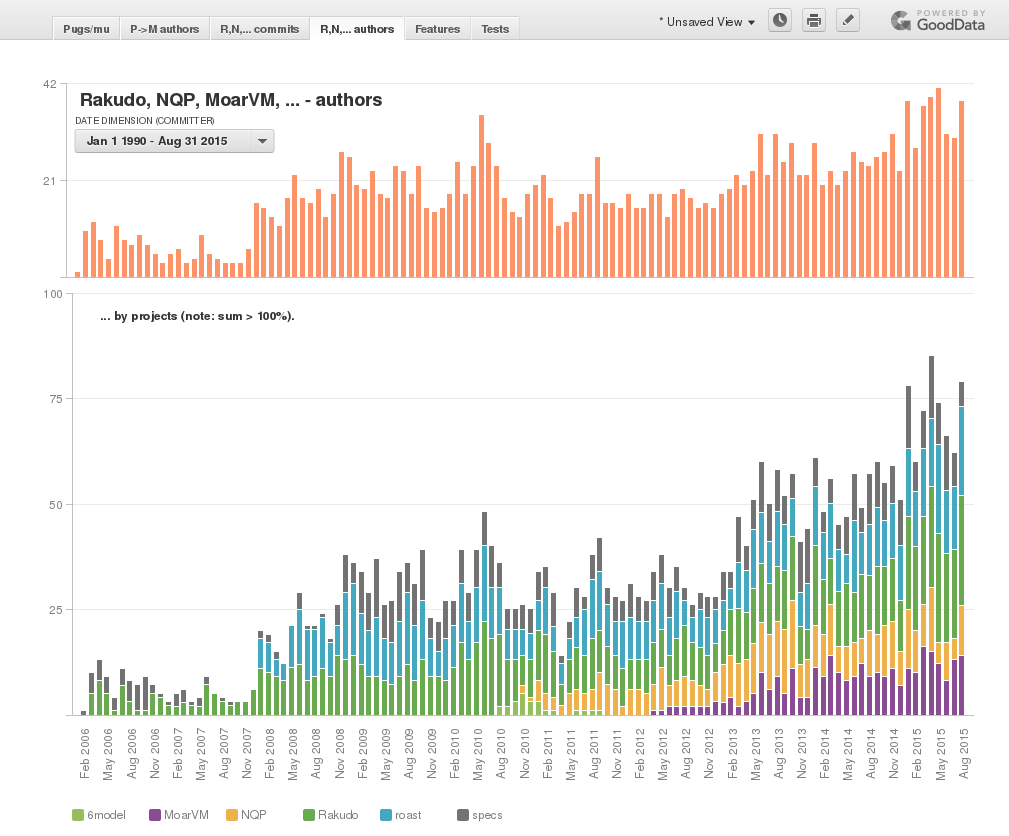 Pugs/mu P->M authors R,N,... commits R,N,... authors Features Tests * Unsaved View POWERED BY GoodData
42
Rakudo, NQP, MoarVM, ... - authors
DATE DIMENSION (COMMITTER)
Jan 1 1990 - Aug 31 2015
21
100
... by projects (note: sum > 100%).
75
50
25
Feb 2006 May 2006 Aug 2006 Nov 2006 Feb 2007 May 2007 Aug 2007 Nov 2007 Feb 2008 May 2008 Aug 2008 Nov 2008 Feb 2009 May 2009 Aug 2009 Nov 2009 Feb 2010 May 2010 Aug 2010 Nov 2010 Feb 2011 May 2011 Aug 2011 Nov 2011 Feb 2012 May 2012 Aug 2012 Nov 2012 Feb 2013 May 2013 Aug 2013 Nov 2013 Feb 2014 May 2014 Aug 2014 Nov 2014 Feb 2015 May 2015 Aug 2015
6model MoarVM NQP Rakudo roast specs